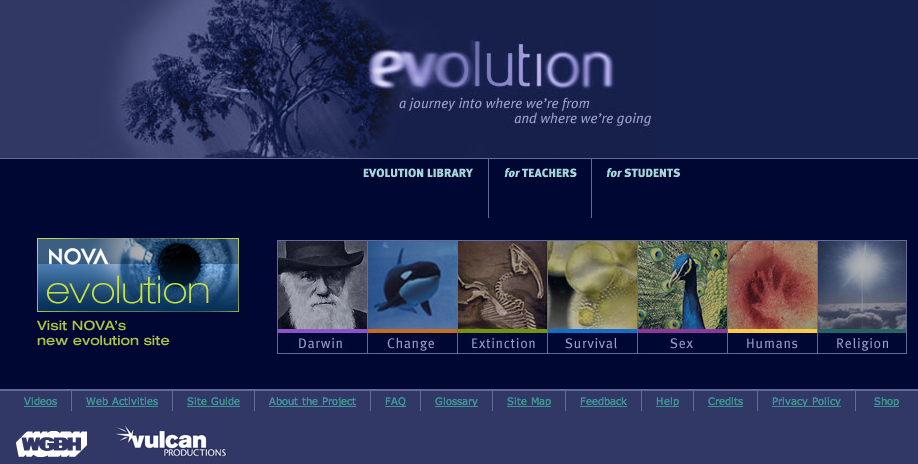 evolution
a journey into where we're from
and where we're going
EVOLUTION LIBRARY
for TEACHERS
for STUDENTS
NOVA
evolution
Visit NOVA's
new evolution site
Darwin
Change
Extinction
Survival
Sex
Humans
Religion
Videos
Web Activities
Site Guide
About the Project
FAQ
Glossary
Site Map
Feedback
Help
Credits
Privacy Policy
Shop
WGBH
vulcan
PRODUCTIONS